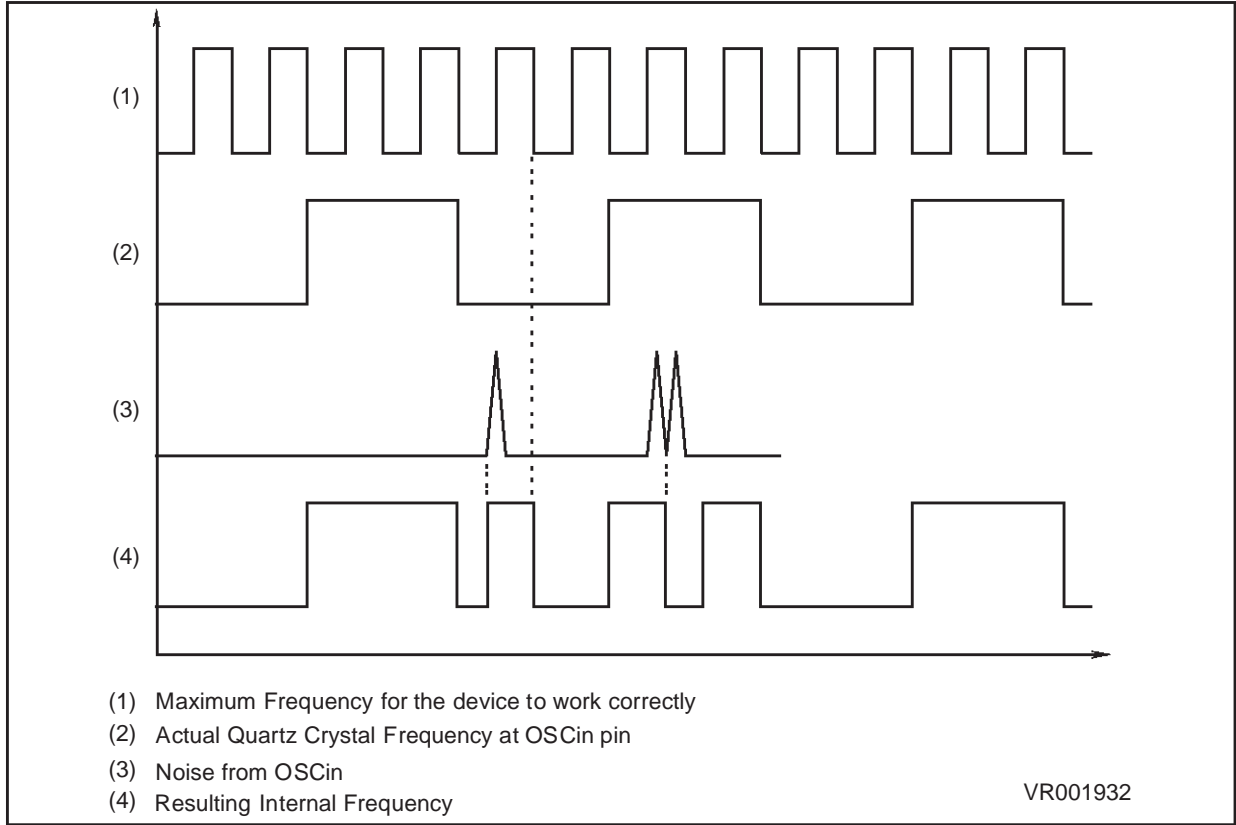 (1)
(2)
(3)
(4)
(1) Maximum Frequency for the device to work correctly
(2) Actual Quartz Crystal Frequency at OSCin pin
(3) Noise from OSCin
(4) Resulting Internal Frequency
VR001932